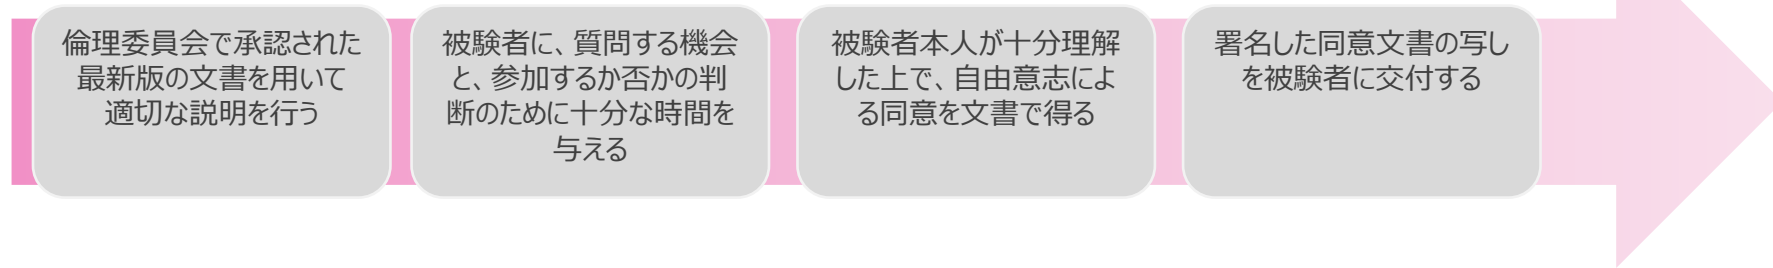 倫理委員会で承認された
最新版の文書を用いて
適切な説明を行う
被験者に、質問する機会
と、参加するか否かの判
断のために十分な時間を
与える
被験者本人が十分理解
した上で、自由意志によ
る同意を文書で得る
署名した同意文書の写し
を被験者に交付する